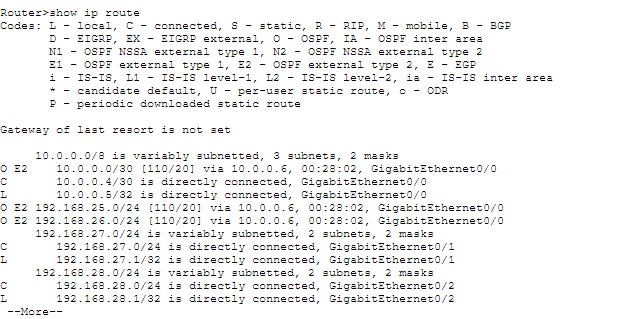 Router>show ip route
Codes: L - local, C - connected, S - static, R - RIP, M - mobile, B - BGP
       D - EIGRP, EX - EIGRP external, O - OSPF, IA - OSPF inter area
       N1 - OSPF NSSA external type 1, N2 - OSPF NSSA external type 2
       E1 - OSPF external type 1, E2 - OSPF external type 2, E - EGP
       i - IS-IS, L1 - IS-IS level-1, L2 - IS-IS level-2, ia - IS-IS inter area
       * - candidate default, U - per-user static route, o - ODR
       P - periodic downloaded static route
Gateway of last resort is not set
     10.0.0.0/8 is variably subnetted, 3 subnets, 2 masks
O E2    10.0.0.0/30 [110/20] via 10.0.0.6, 00:28:02, GigabitEthernet0/0
C       10.0.0.4/30 is directly connected, GigabitEthernet0/0
L       10.0.0.5/32 is directly connected, GigabitEthernet0/0
O E2 192.168.25.0/24 [110/20] via 10.0.0.6, 00:28:02, GigabitEthernet0/0
O E2 192.168.26.0/24 [110/20] via 10.0.0.6, 00:28:02, GigabitEthernet0/0
     192.168.27.0/24 is variably subnetted, 2 subnets, 2 masks
C       192.168.27.0/24 is directly connected, GigabitEthernet0/1
L       192.168.27.1/32 is directly connected, GigabitEthernet0/1
     192.168.28.0/24 is variably subnetted, 2 subnets, 2 masks
C       192.168.28.0/24 is directly connected, GigabitEthernet0/2
L       192.168.28.1/32 is directly connected, GigabitEthernet0/2
 --More--